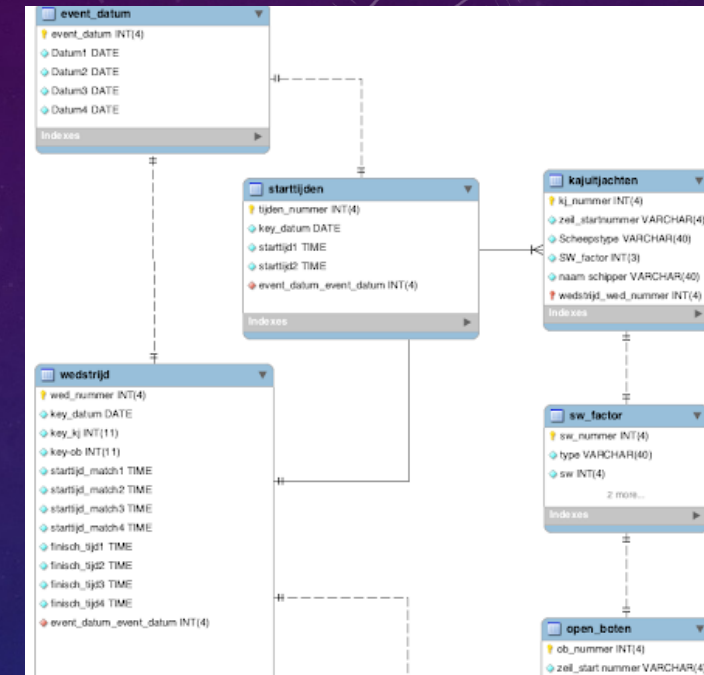 event_datum
event_datum INT(4)
Datum1 DATE
Datum2 DATE
Datum3 DATE
Datum4 DATE
Indexes
starttijden
tijden_nummer INT(4)
key_datum DATE
starttijd1 TIME
starttijd2 TIME
event_datum_event_datum INT(4)
Indexes
kajuitjachten
kj_nummer INT(4)
zeil_startnummer VARCHAR(4)
Scheepstype VARCHAR(40)
SW_factor INT(3)
naam schipper VARCHAR(40)
wedstrijd_wed_nummer INT(4)
Indexes
wedstrijd
wed_nummer INT(4)
key_datum DATE
key_kj INT(11)
key-ob INT(11)
starttijd_match1 TIME
starttijd_match2 TIME
starttijd_match3 TIME
starttijd_match4 TIME
finisch_tijd1 TIME
finisch_tijd2 TIME
finisch_tijd3 TIME
finisch_tijd4 TIME
event_datum_event_datum INT(4)
sw_factor
sw_nummer INT(4)
type VARCHAR(40)
sw INT(4)
2 more...
Indexes
open_boten
ob_nummer INT(4)
zeil_start nummer VARCHAR(4)